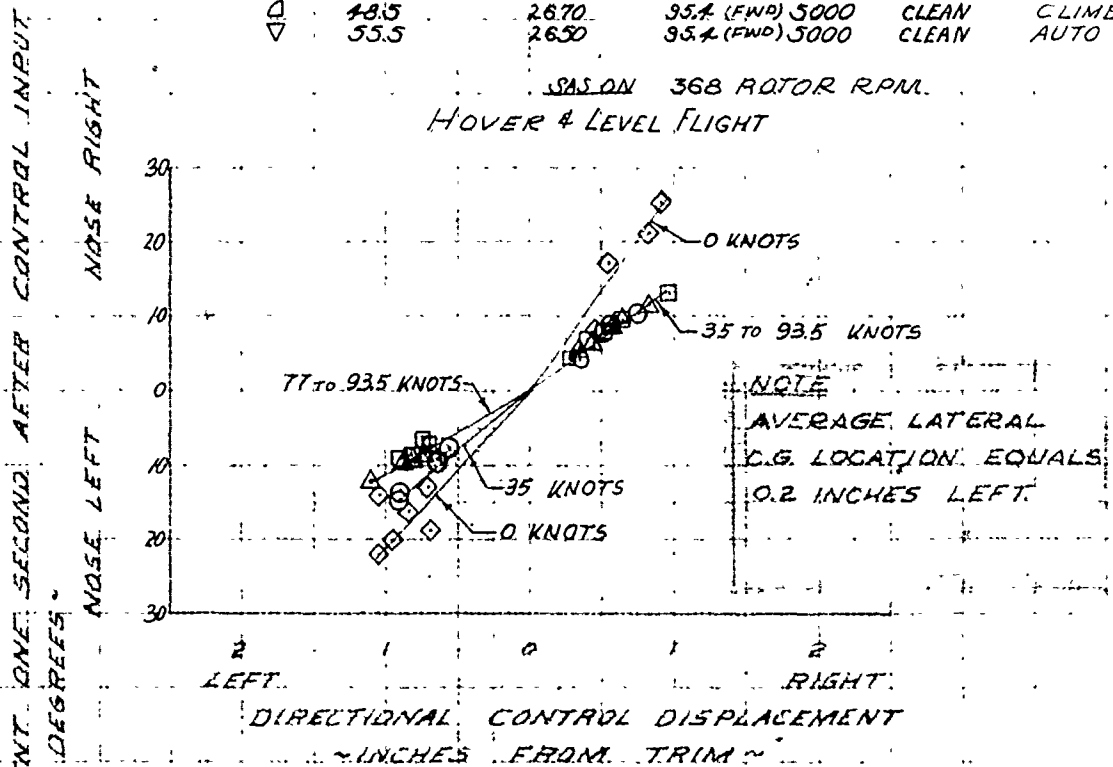 48.5 2670 95.4 (FWD) 5000 CLEAN CLIMB
55.5 2650 95.4 (FWD) 5000 CLEAN AUTO
SAS ON 368 ROTOR RPM.
HOVER & LEVEL FLIGHT
ONE SECOND AFTER CONTROL INPUT
DEGREES~
NOSE LEFT NOSE RIGHT
30
20
10
0
10
20
30
0 KNOTS
35 TO 93.5 KNOTS
77 TO 93.5 KNOTS
35 KNOTS
0 KNOTS
NOTE
AVERAGE LATERAL
C.G. LOCATION EQUALS
0.2 INCHES LEFT.
2 1 0 1 2
LEFT RIGHT
DIRECTIONAL CONTROL DISPLACEMENT
~INCHES FROM TRIM~